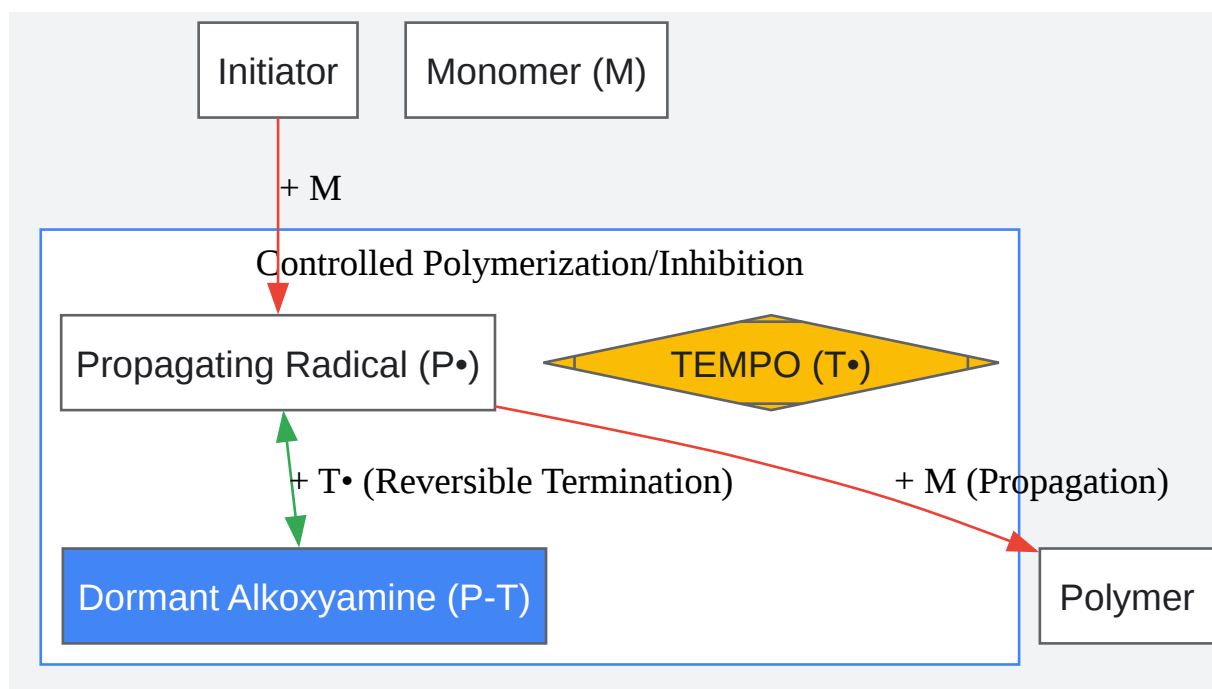 Initiator
Monomer (M)
+ M
Controlled Polymerization/Inhibition
Propagating Radical (P•)
TEMPO (T•)
+ T• (Reversible Termination)
+ M (Propagation)
Dormant Alkoxyamine (P-T)
Polymer